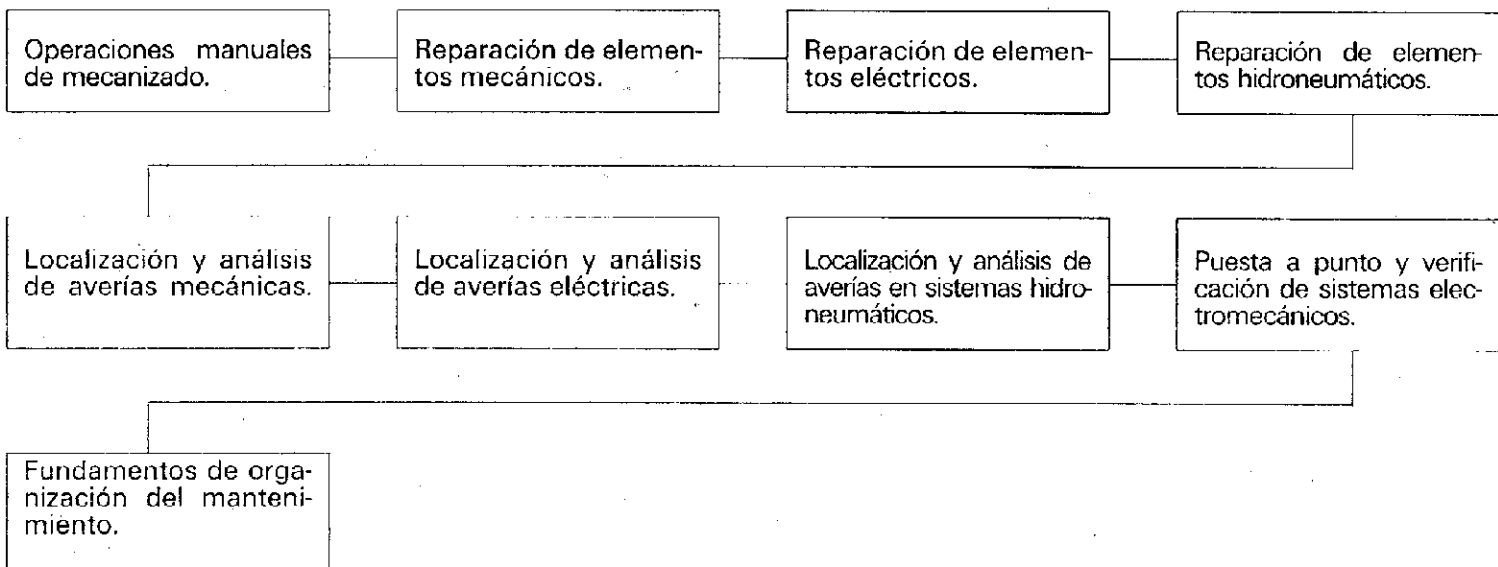 Operaciones manuales
de mecanizado.
Reparación de elemen-
tos mecánicos.
Reparación de elemen-
tos eléctricos.
Reparación de elemen-
tos hidroneumáticos.
Localización y análisis
de averías mecánicas.
Localización y análisis
de averías eléctricas.
Localización y análisis de
averías en sistemas hidro-
neumáticos.
Puesta a punto y verifi-
cación de sistemas elec-
tromecánicos.
Fundamentos de orga-
nización del manteni-
miento.